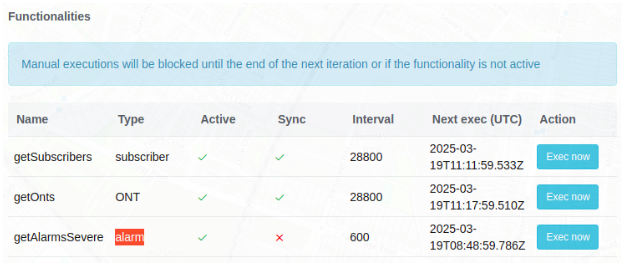 Functionalities
Manual executions will be blocked until the end of the next iteration or if the functionality is not active
Name Type Active Sync Interval Next exec (UTC) Action
getSubscribers subscriber 28800 2025-03-19T11:11:59.533Z Exec now
getOnts ONT 28800 2025-03-19T11:17:59.510Z Exec now
getAlarmsSevere alarm 600 2025-03-19T08:48:59.786Z Exec now